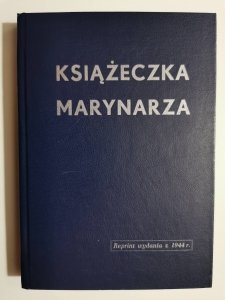 KSIĄŻECZKA
MARYNARZA
Reprint wydania z 1944 r.